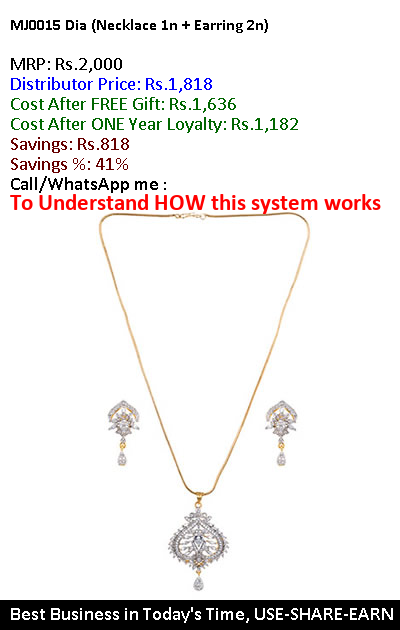 MJ0015 Dia (Necklace 1n + Earring 2n)
MRP: Rs.2,000
Distributor Price: Rs.1,818
Cost After FREE Gift: Rs.1,636
Cost After ONE Year Loyalty: Rs.1,182
Savings: Rs.818
Savings %: 41%
Call/WhatsApp me :
To Understand HOW this system works
Best Business in Today's Time, USE-SHARE-EARN